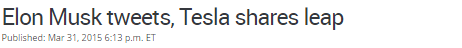 Elon Musk tweets, Tesla shares leap
Published: Mar 31, 2015 6:13 p.m. ET